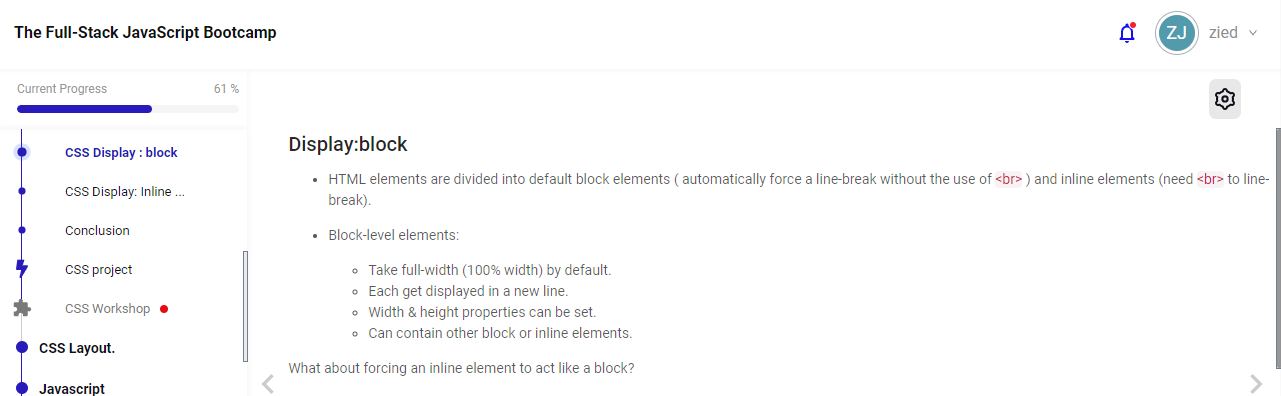 The Full-Stack JavaScript Bootcamp
ZJ
zied
Current Progress
61 %
CSS Display : block
CSS Display: Inline ...
Conclusion
CSS project
CSS Workshop
CSS Layout.
Javascript
Display:block
HTML elements are divided into default block elements ( automatically force a line-break without the use of <br> ) and inline elements (need <br> to line-
break).
Block-level elements:
Take full-width (100% width) by default.
Each get displayed in a new line.
Width & height properties can be set.
Can contain other block or inline elements.
What about forcing an inline element to act like a block?